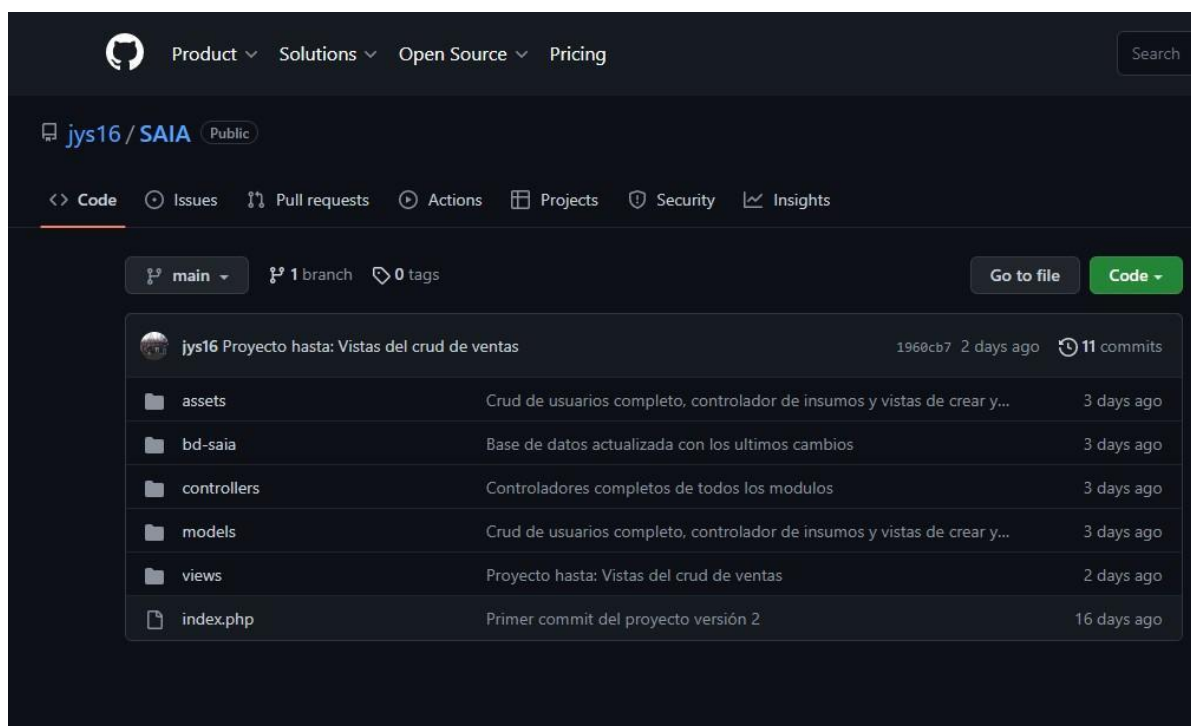 Product Solutions Open Source Pricing Search
jys16 / SAIA Public
Code Issues Pull requests Actions Projects Security Insights
main 1 branch 0 tags Go to file Code
jys16 Proyecto hasta: Vistas del crud de ventas 1960cb7 2 days ago 11 commits
assets Crud de usuarios completo, controlador de insumos y vistas de crear y... 3 days ago
bd-saia Base de datos actualizada con los ultimos cambios 3 days ago
controllers Controladores completos de todos los modulos 3 days ago
models Crud de usuarios completo, controlador de insumos y vistas de crear y... 3 days ago
views Proyecto hasta: Vistas del crud de ventas 2 days ago
index.php Primer commit del proyecto versión 2 16 days ago